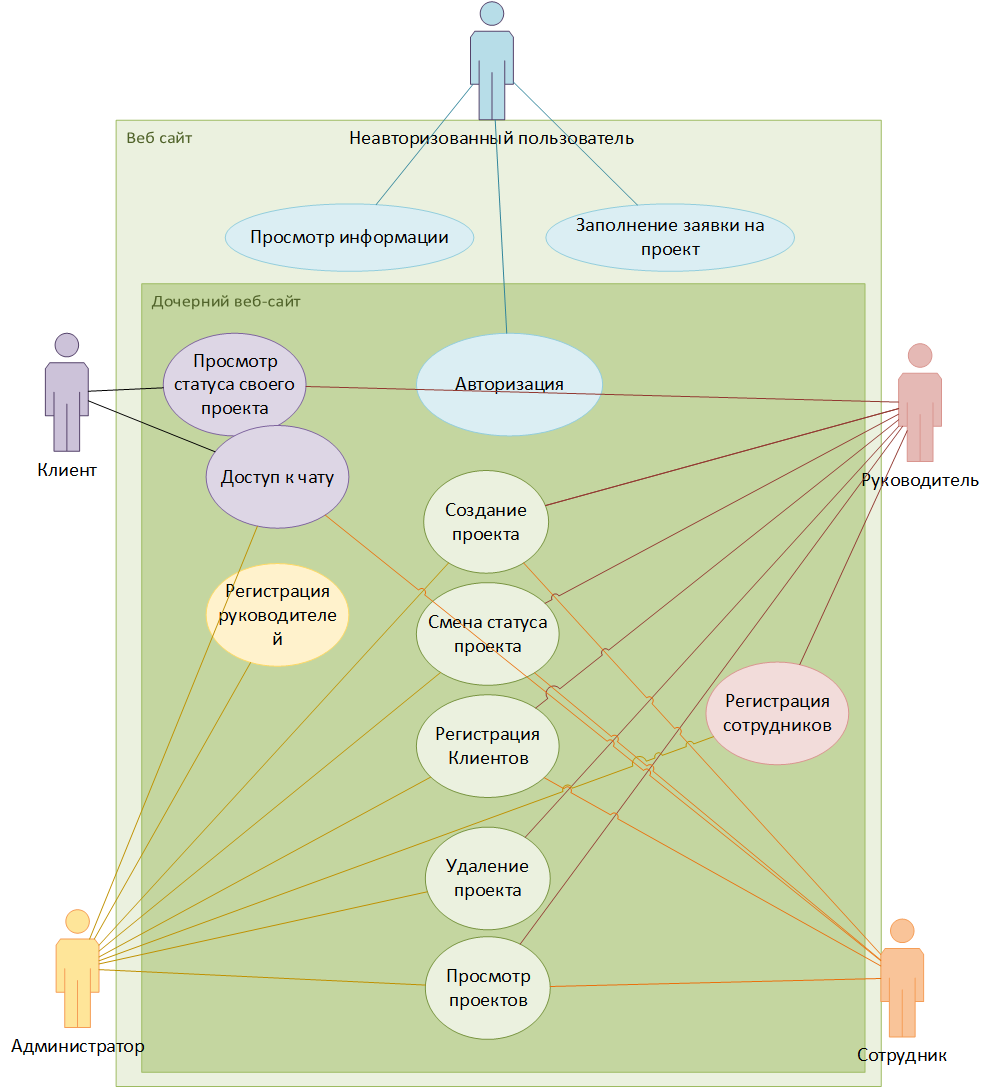 Веб сайт
Неавторизованный пользователь
Просмотр информации
Заполнение заявки на
проект
Дочерний веб-сайт
Просмотр
статуса своего
проекта
Авторизация
Клиент
Доступ к чату
Руководитель
Создание
проекта
Регистрация
руководителе
й
Смена статуса
проекта
Регистрация
сотрудников
Регистрация
Клиентов
Удаление
проекта
Просмотр
проектов
Администратор
Сотрудник